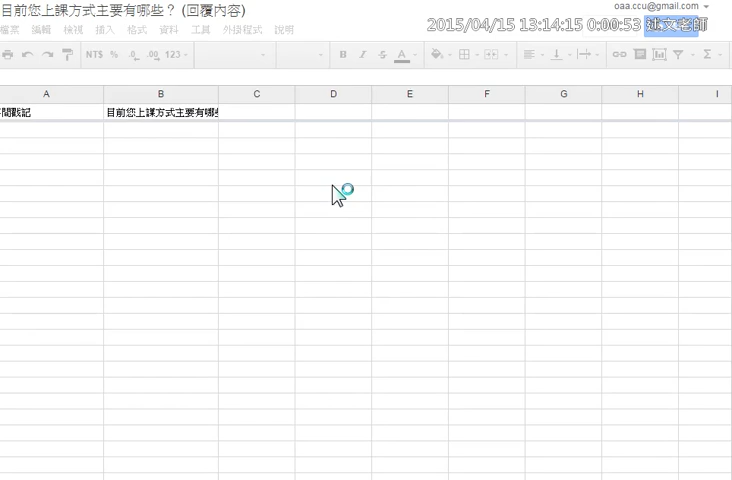 目前您上課方式主要有哪些？ (回覆內容)
oaa.ccu@gmail.com
2015/04/15 13:14:15 0:00:53 述文老師
檔案 編輯 檢視 插入 格式 資料 工具 外掛程式 說明
NT$ % .0 .00 123 B I S A Σ
A B C D E F G H I
間戳記 目前您上課方式主要有哪些